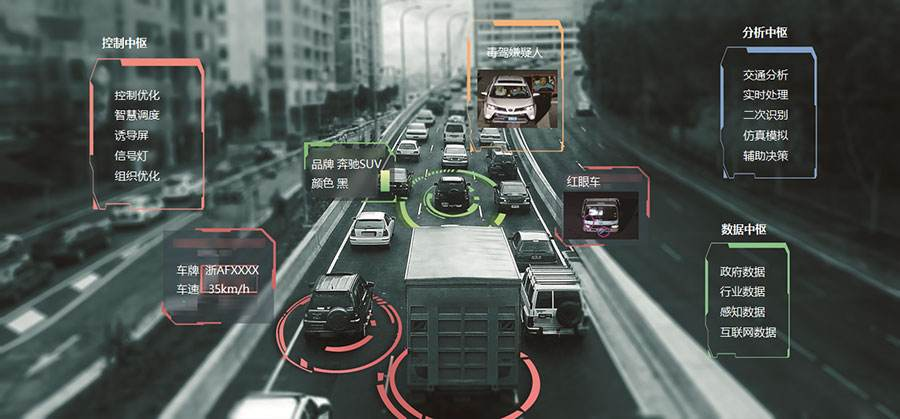 控制中枢
控制优化
智慧调度
诱导屏
信号灯
组织优化
毒驾嫌疑人
分析中枢
交通分析
实时处理
二次识别
仿真模拟
辅助决策
品牌 奔驰SUV
颜色 黑
红眼车
车牌 浙AFXXXX
车速 35km/h
数据中枢
政府数据
行业数据
感知数据
互联网数据